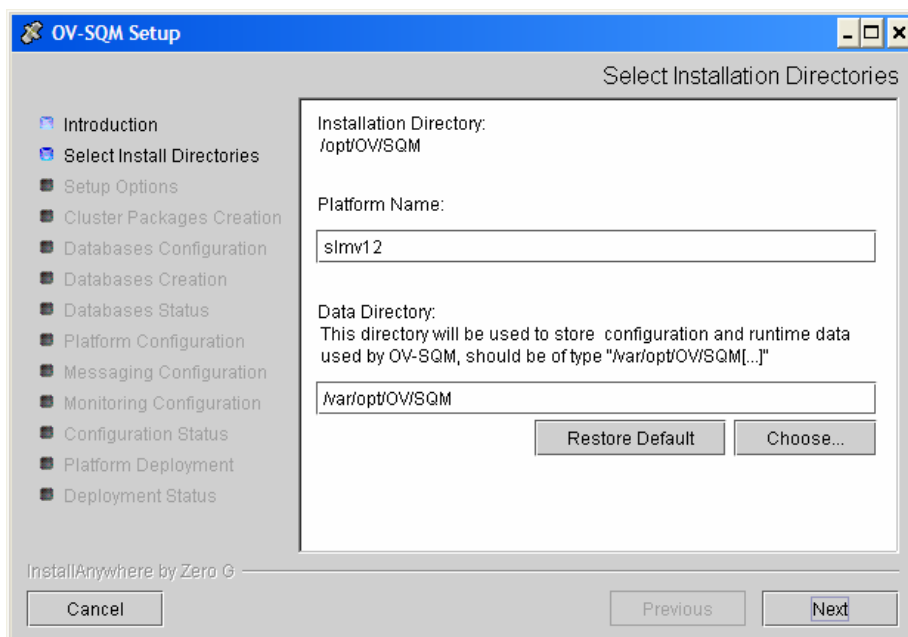 OV-SQM Setup
Select Installation Directories
Introduction
Select Install Directories
Setup Options
Cluster Packages Creation
Databases Configuration
Databases Creation
Databases Status
Platform Configuration
Messaging Configuration
Monitoring Configuration
Configuration Status
Platform Deployment
Deployment Status
Installation Directory:
/opt/OV/SQM
Platform Name:
slmv12
Data Directory:
This directory will be used to store configuration and runtime data
used by OV-SQM, should be of type "/var/opt/OV/SQM[...]"
/var/opt/OV/SQM
Restore Default
Choose...
InstallAnywhere by Zero G
Cancel
Previous
Next